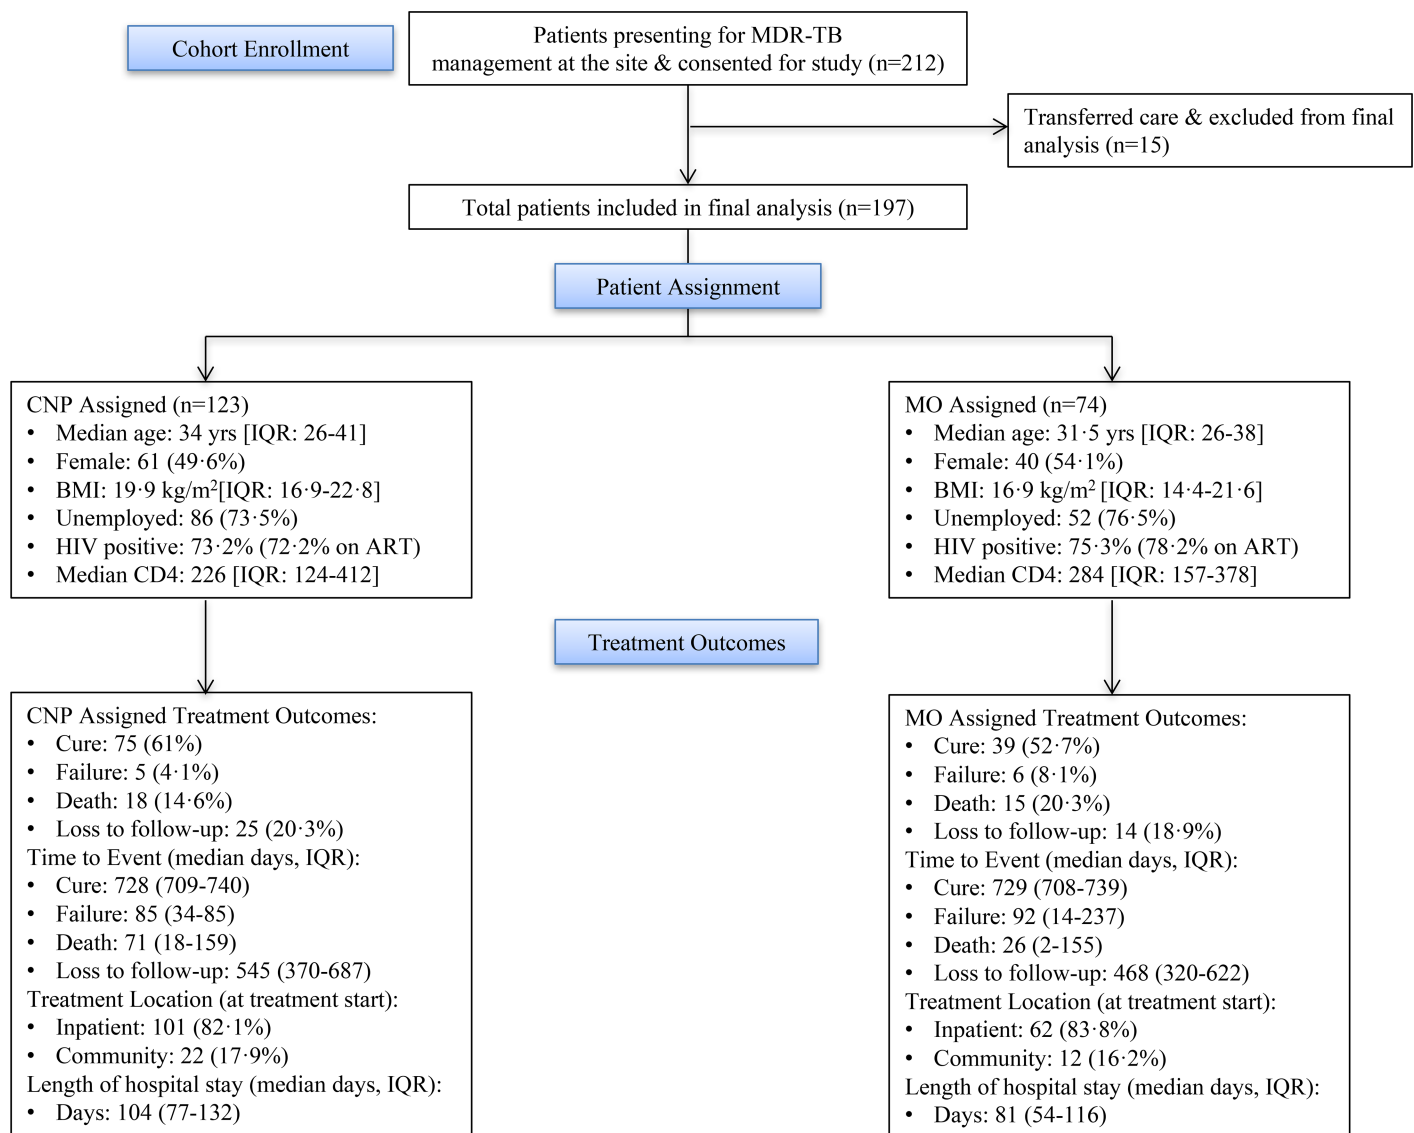 Cohort Enrollment
Patients presenting for MDR-TB
management at the site & consented for study (n=212)
Transferred care & excluded from final
analysis (n=15)
Total patients included in final analysis (n=197)
Patient Assignment
CNP Assigned (n=123)
• Median age: 34 yrs [IQR: 26-41]
• Female: 61 (49·6%)
• BMI: 19·9 kg/m²[IQR: 16·9-22·8]
• Unemployed: 86 (73·5%)
• HIV positive: 73·2% (72·2% on ART)
• Median CD4: 226 [IQR: 124-412]
MO Assigned (n=74)
• Median age: 31·5 yrs [IQR: 26-38]
• Female: 40 (54·1%)
• BMI: 16·9 kg/m² [IQR: 14·4-21·6]
• Unemployed: 52 (76·5%)
• HIV positive: 75·3% (78·2% on ART)
• Median CD4: 284 [IQR: 157-378]
Treatment Outcomes
CNP Assigned Treatment Outcomes:
• Cure: 75 (61%)
• Failure: 5 (4·1%)
• Death: 18 (14·6%)
• Loss to follow-up: 25 (20·3%)
Time to Event (median days, IQR):
• Cure: 728 (709-740)
• Failure: 85 (34-85)
• Death: 71 (18-159)
• Loss to follow-up: 545 (370-687)
Treatment Location (at treatment start):
• Inpatient: 101 (82·1%)
• Community: 22 (17·9%)
Length of hospital stay (median days, IQR):
• Days: 104 (77-132)
MO Assigned Treatment Outcomes:
• Cure: 39 (52·7%)
• Failure: 6 (8·1%)
• Death: 15 (20·3%)
• Loss to follow-up: 14 (18·9%)
Time to Event (median days, IQR):
• Cure: 729 (708-739)
• Failure: 92 (14-237)
• Death: 26 (2-155)
• Loss to follow-up: 468 (320-622)
Treatment Location (at treatment start):
• Inpatient: 62 (83·8%)
• Community: 12 (16·2%)
Length of hospital stay (median days, IQR):
• Days: 81 (54-116)